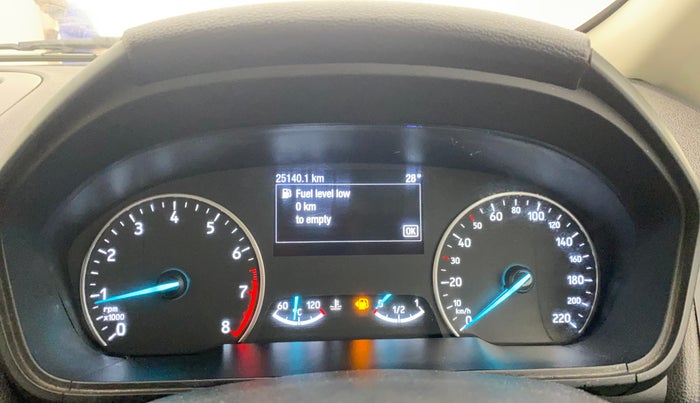 25140.1 km 28°
Fuel level low
0 km
to empty
OK
0 1 2 3 4 5 6 7 8
rpm
x1000
60 °C 120
0 1/2 1
0 10 20 30 40 50 60 80 100 120 140 160 180 200 220
km/h